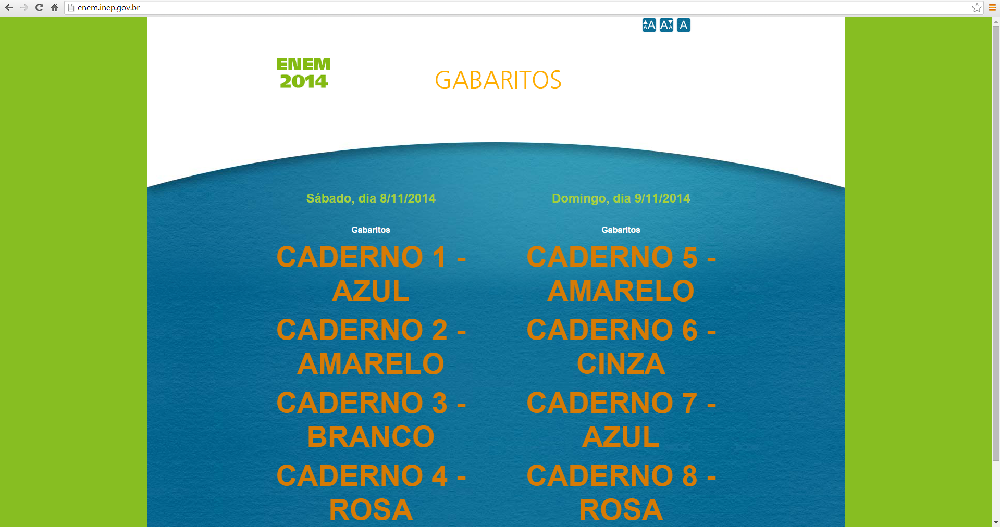 enem.inep.gov.br
AA AA A
ENEM
2014
GABARITOS
Sábado, dia 8/11/2014
Gabaritos
CADERNO 1 -
AZUL
CADERNO 2 -
AMARELO
CADERNO 3 -
BRANCO
CADERNO 4 -
ROSA
Domingo, dia 9/11/2014
Gabaritos
CADERNO 5 -
AMARELO
CADERNO 6 -
CINZA
CADERNO 7 -
AZUL
CADERNO 8 -
ROSA